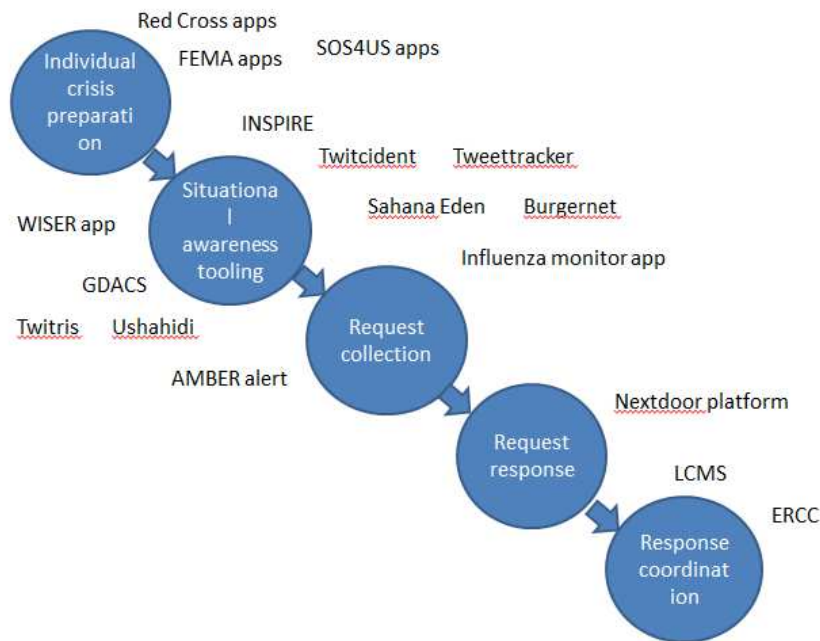 Red Cross apps
FEMA apps
SOS4US apps
Individual
crisis
preparati
on
INSPIRE
Twitcident
Tweettracker
Situationa
l
awareness
tooling
Sahana Eden
Burgernet
WISER app
Influenza monitor app
GDACS
Twitris
Ushahidi
Request
collection
AMBER alert
Nextdoor platform
Request
response
LCMS
ERCC
Response
coordinat
ion